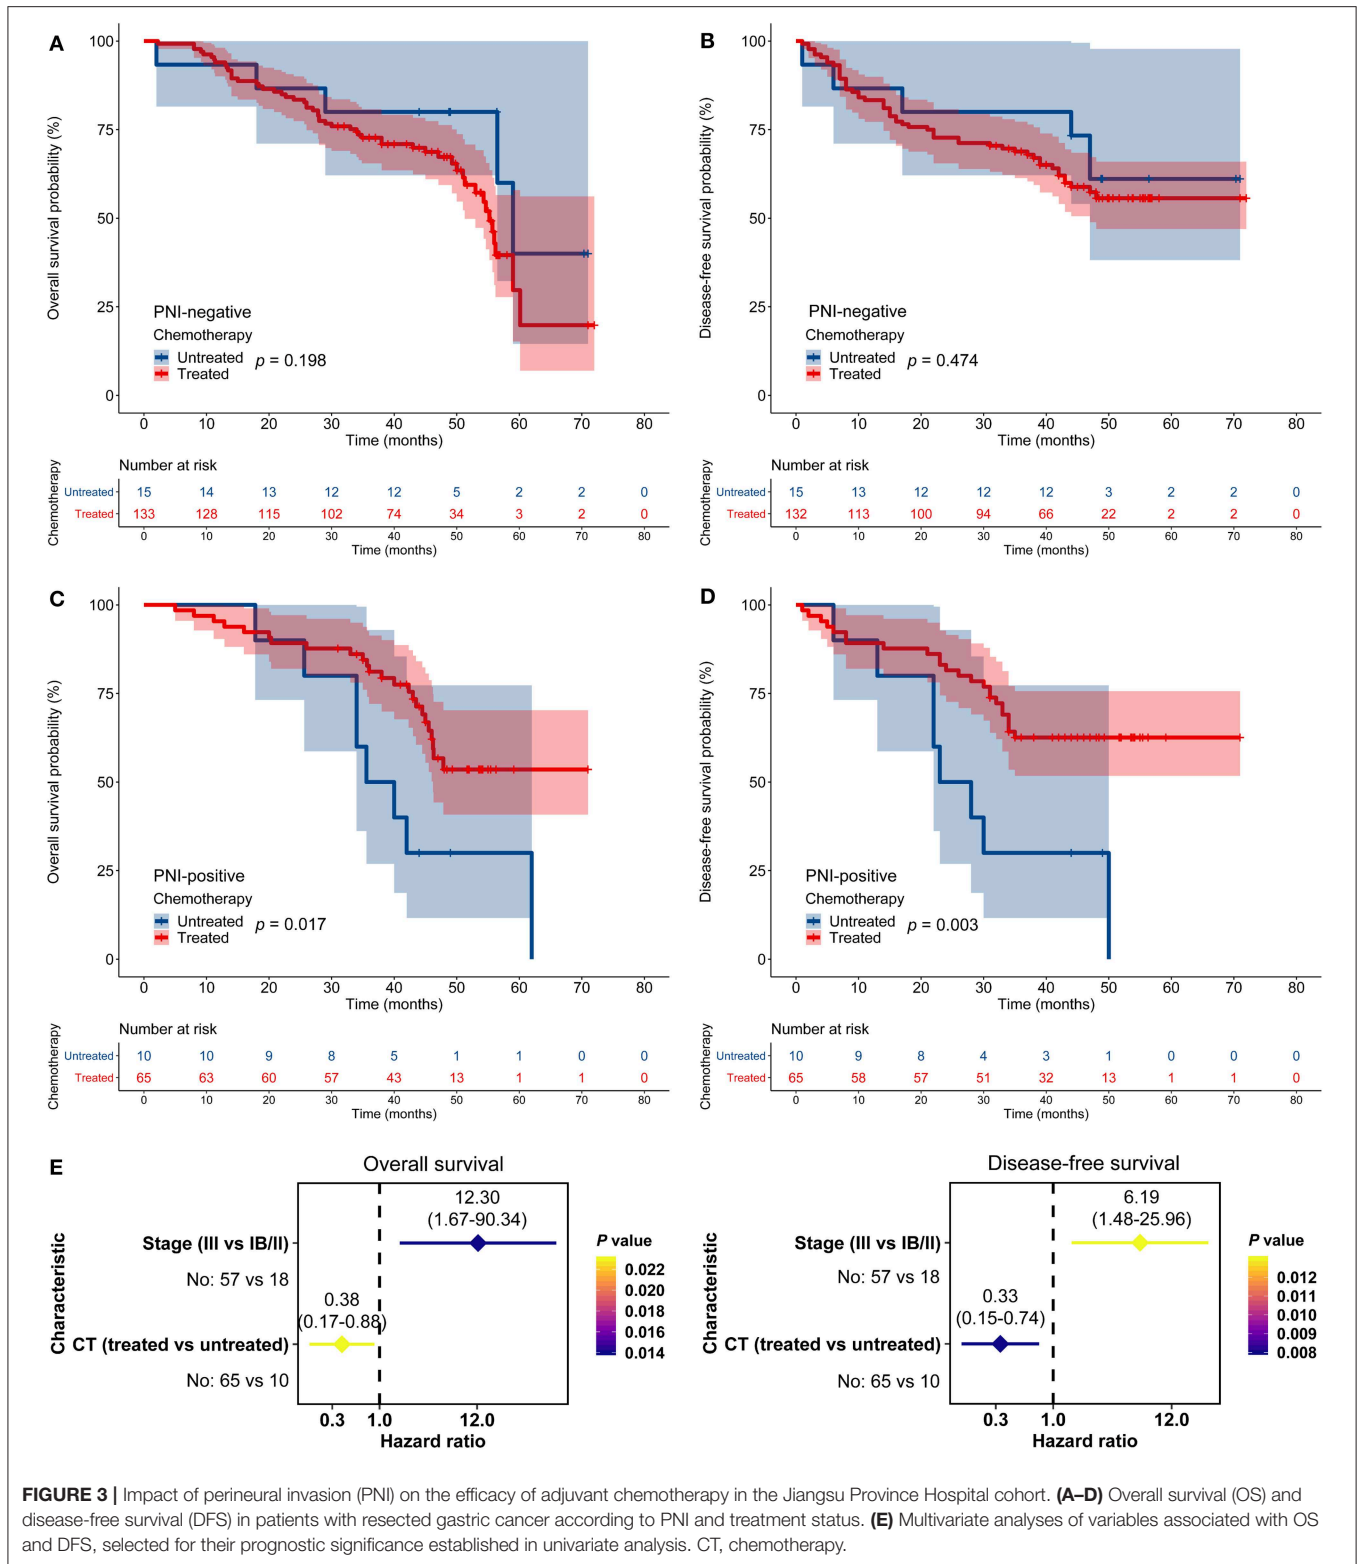 A
Overall survival probability (%)
100
75
50
25
0
PNI-negative
Chemotherapy
Untreated
Treated
p = 0.198
0 10 20 30 40 50 60 70 80
Time (months)
Number at risk
Chemotherapy
Untreated 15 14 13 12 12 5 2 2 0
Treated 133 128 115 102 74 34 3 2 0
0 10 20 30 40 50 60 70 80
Time (months)
B
Disease-free survival probability (%)
100
75
50
25
0
PNI-negative
Chemotherapy
Untreated
Treated
p = 0.474
0 10 20 30 40 50 60 70 80
Time (months)
Number at risk
Chemotherapy
Untreated 15 13 12 12 12 3 2 2 0
Treated 132 113 100 94 66 22 2 2 0
0 10 20 30 40 50 60 70 80
Time (months)
C
Overall survival probability (%)
100
75
50
25
0
PNI-positive
Chemotherapy
Untreated
Treated
p = 0.017
0 10 20 30 40 50 60 70 80
Time (months)
Number at risk
Chemotherapy
Untreated 10 10 9 8 5 1 1 0 0
Treated 65 63 60 57 43 13 1 1 0
0 10 20 30 40 50 60 70 80
Time (months)
D
Disease-free survival probability (%)
100
75
50
25
0
PNI-positive
Chemotherapy
Untreated
Treated
p = 0.003
0 10 20 30 40 50 60 70 80
Time (months)
Number at risk
Chemotherapy
Untreated 10 9 8 4 3 1 0 0 0
Treated 65 58 57 51 32 13 1 1 0
0 10 20 30 40 50 60 70 80
Time (months)
E
Overall survival
Characteristic
12.30
(1.67-90.34)
Stage (III vs IB/II)
No: 57 vs 18
0.38
(0.17-0.88)
CT (treated vs untreated)
No: 65 vs 10
0.3 1.0 12.0
Hazard ratio
P value
0.022
0.020
0.018
0.016
0.014
Disease-free survival
Characteristic
6.19
(1.48-25.96)
Stage (III vs IB/II)
No: 57 vs 18
0.33
(0.15-0.74)
CT (treated vs untreated)
No: 65 vs 10
0.3 1.0 12.0
Hazard ratio
P value
0.012
0.011
0.010
0.009
0.008
FIGURE 3 | Impact of perineural invasion (PNI) on the efficacy of adjuvant chemotherapy in the Jiangsu Province Hospital cohort. (A–D) Overall survival (OS) and
disease-free survival (DFS) in patients with resected gastric cancer according to PNI and treatment status. (E) Multivariate analyses of variables associated with OS
and DFS, selected for their prognostic significance established in univariate analysis. CT, chemotherapy.